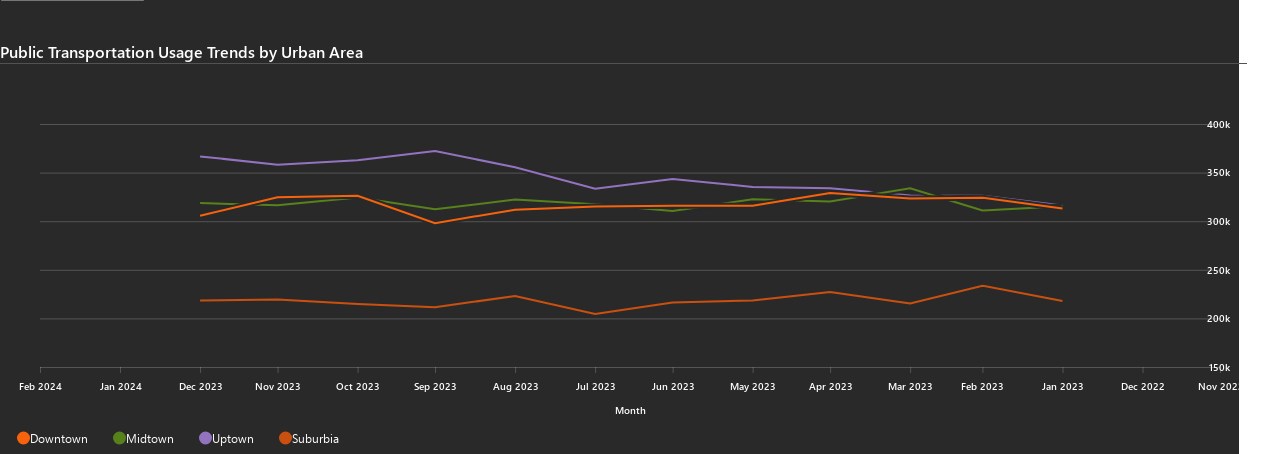 Public Transportation Usage Trends by Urban Area
400k
350k
300k
250k
200k
150k
Feb 2024 Jan 2024 Dec 2023 Nov 2023 Oct 2023 Sep 2023 Aug 2023 Jul 2023 Jun 2023 May 2023 Apr 2023 Mar 2023 Feb 2023 Jan 2023 Dec 2022 Nov 202
Month
Downtown Midtown Uptown Suburbia